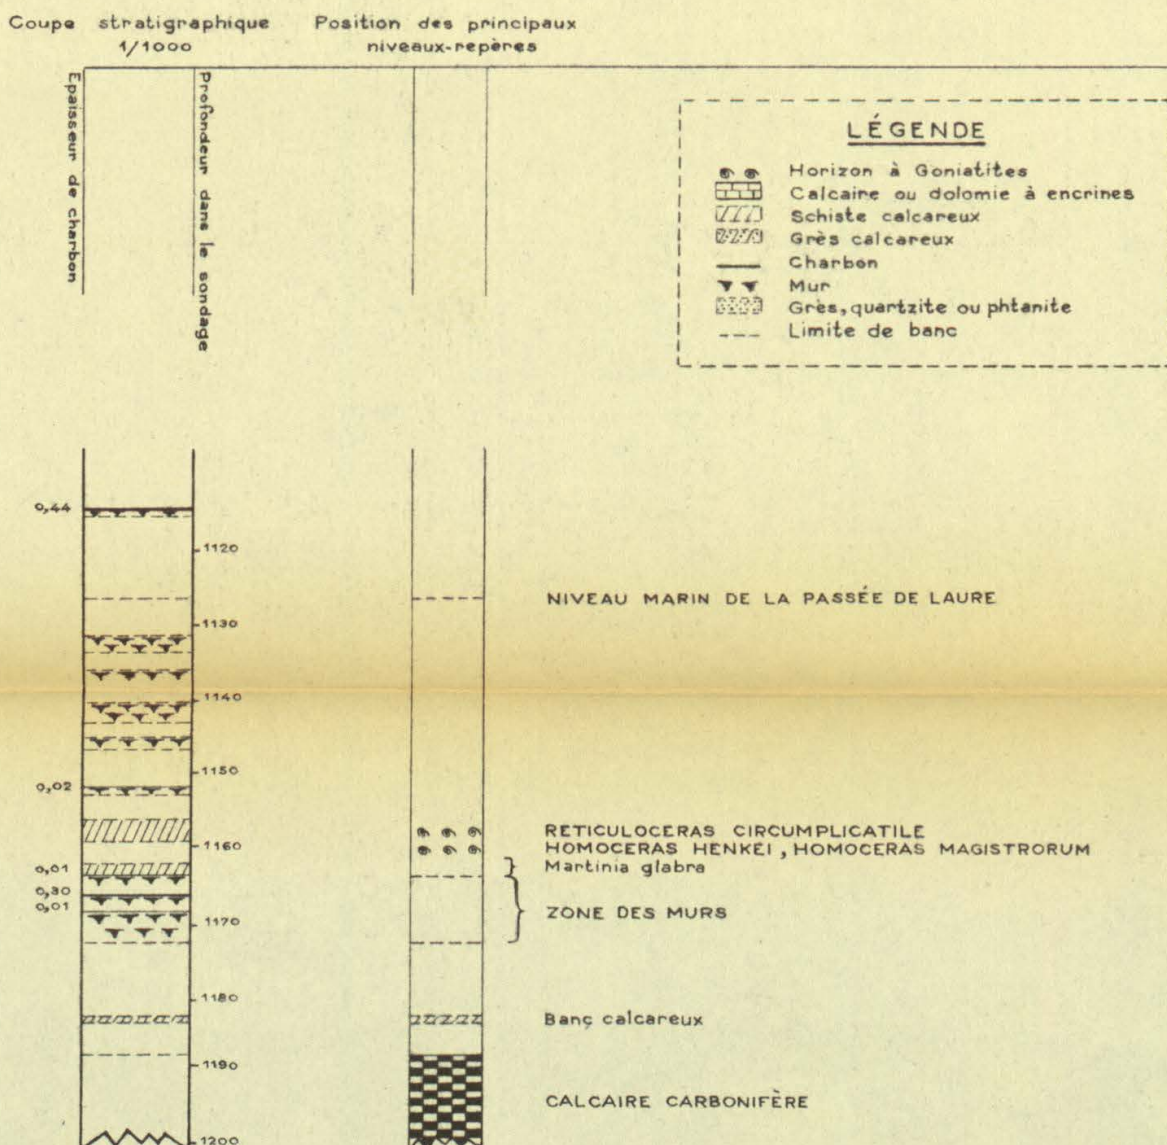 Coupe stratigraphique
1/1000
Position des principaux
niveaux-repères
Epaisseur de charbon
Profondeur dans le sondage
LÉGENDE
Horizon à Goniatites
Calcaire ou dolomie à encrines
Schiste calcareux
Grès calcareux
Charbon
Mur
Grès, quartzite ou phtanite
Limite de banc
0,44
1120
NIVEAU MARIN DE LA PASSÉE DE LAURE
1130
1140
1150
0,02
RETICULOCERAS CIRCUMPLICATILE
1160
HOMOCERAS HENKEI, HOMOCERAS MAGISTRORUM
0,01
Martinia glabra
0,30
0,01
ZONE DES MURS
1170
1180
Banc calcareux
1190
CALCAIRE CARBONIFÈRE
1200